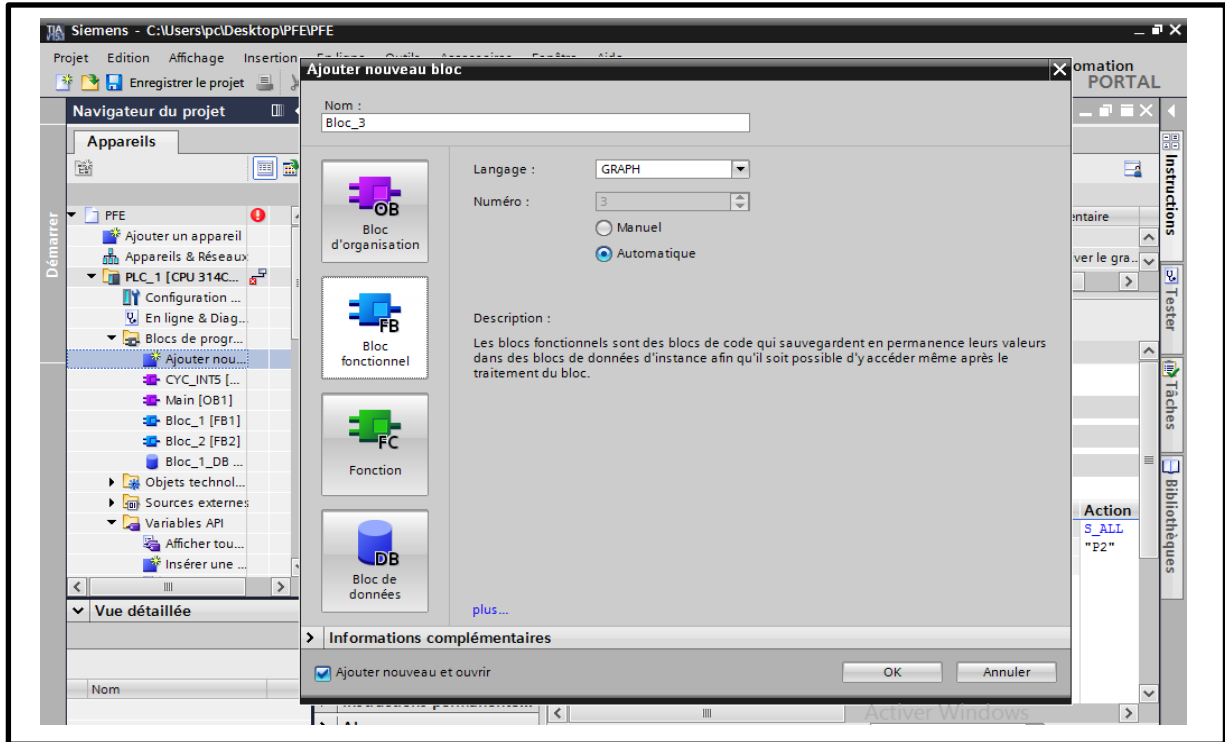 Siemens - C:\Users\pc\Desktop\PFE\PFE
Projet Edition Affichage Insertion
Enregistrer le projet
omation
PORTAL
Navigateur du projet
Appareils
Démarrer
PFE
Ajouter un appareil
Appareils & Réseaux
PLC_1 [CPU 314C...
Configuration ...
En ligne & Diag...
Blocs de progr...
Ajouter nou...
CYC_INT5 [...
Main [OB1]
Bloc_1 [FB1]
Bloc_2 [FB2]
Bloc_1_DB ...
Objets technol...
Sources externes
Variables API
Afficher tou...
Insérer une ...
Vue détaillée
Nom
Ajouter nouveau bloc
Nom :
Bloc_3
OB
Bloc
d'organisation
FB
Bloc
fonctionnel
FC
Fonction
DB
Bloc de
données
Langage :
GRAPH
Numéro :
3
Manuel
Automatique
Description :
Les blocs fonctionnels sont des blocs de code qui sauvegardent en permanence leurs valeurs
dans des blocs de données d'instance afin qu'il soit possible d'y accéder même après le
traitement du bloc.
plus...
Informations complémentaires
Ajouter nouveau et ouvrir
OK
Annuler
entaire
ver le gra...
Action
S_ALL
"P2"
Instructions
Tester
Tâches
Bibliothèques
Activer Windows